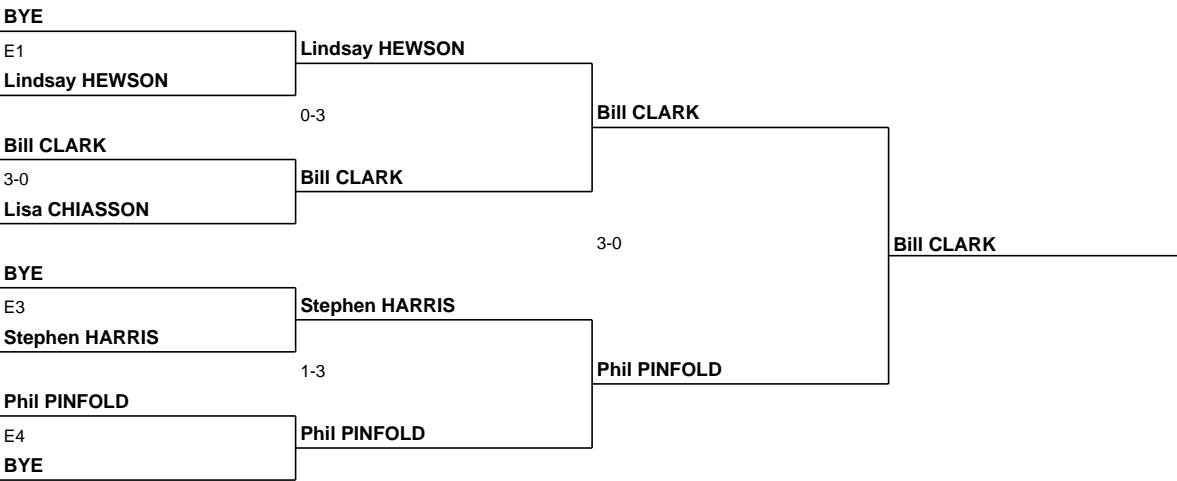 BYE
E1
Lindsay HEWSON
Lindsay HEWSON
0-3
Bill CLARK
Bill CLARK
3-0
Lisa CHIASSON
Bill CLARK
3-0
Bill CLARK
BYE
E3
Stephen HARRIS
Stephen HARRIS
1-3
Phil PINFOLD
Phil PINFOLD
E4
BYE
Phil PINFOLD